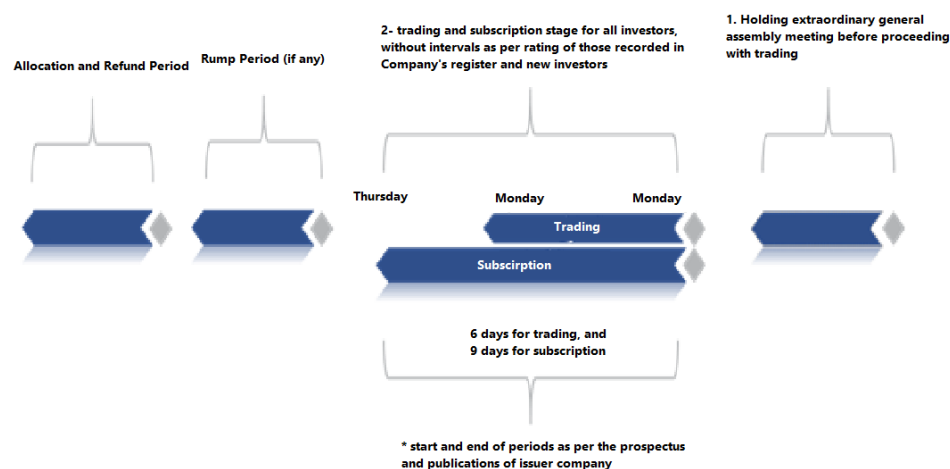 1. Holding extraordinary general
assembly meeting before proceeding
with trading
2- trading and subscription stage for all investors,
without intervals as per rating of those recorded in
Company's register and new investors
Rump Period (if any)
Allocation and Refund Period
Thursday
Monday
Monday
Trading
Subscirption
6 days for trading, and
9 days for subscription
* start and end of periods as per the prospectus
and publications of issuer company